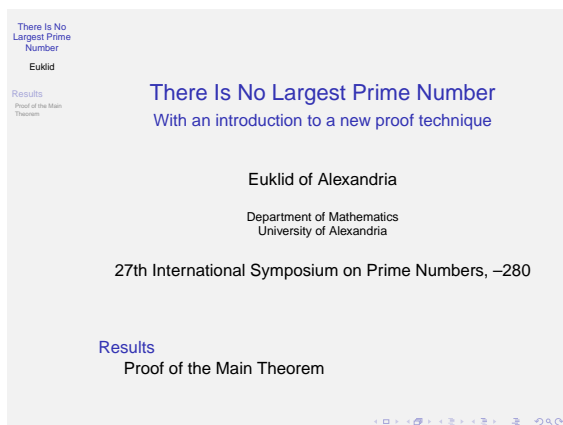 There Is No
Largest Prime
Number
Euklid
Results
Proof of the Main
Theorem
There Is No Largest Prime Number
With an introduction to a new proof technique
Euklid of Alexandria
Department of Mathematics
University of Alexandria
27th International Symposium on Prime Numbers, –280
Results
Proof of the Main Theorem